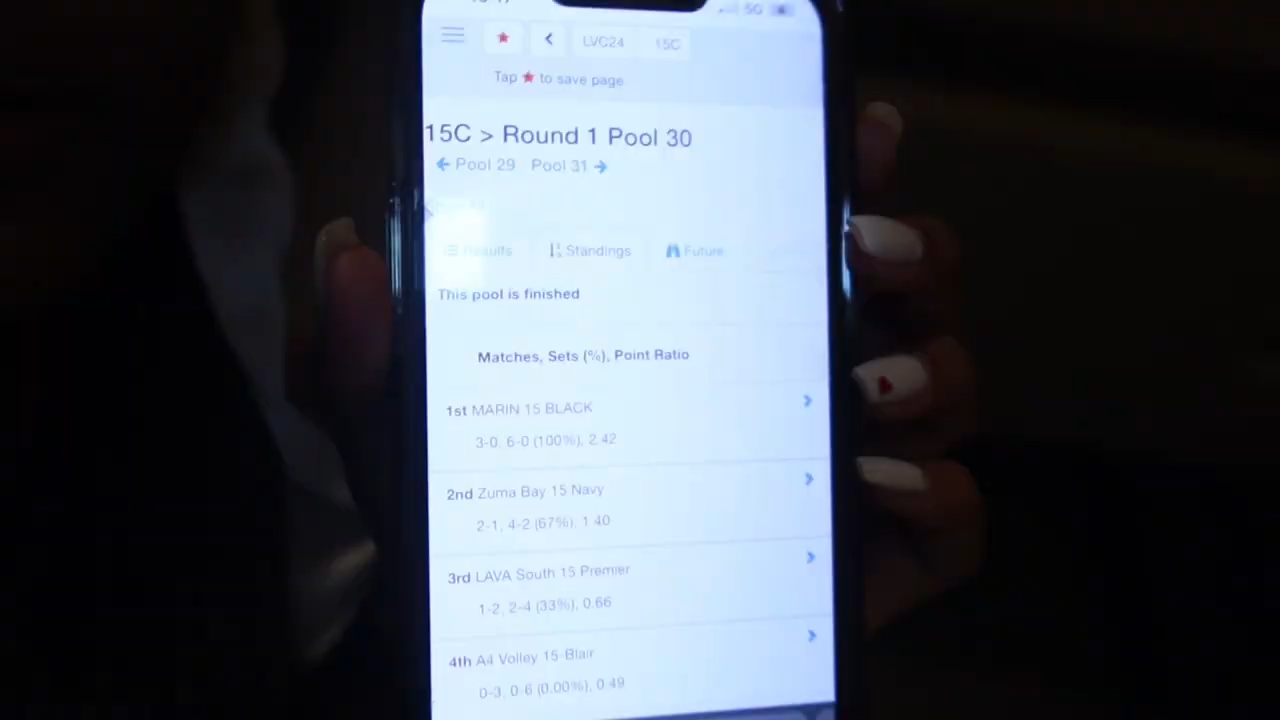 5G
LVC24 15C
Tap ★ to save page
15C > Round 1 Pool 30
← Pool 29 Pool 31 →
Results Standings Future
This pool is finished
Matches, Sets (%), Point Ratio
1st MARIN 15 BLACK
3-0, 6-0 (100%), 2.42
2nd Zuma Bay 15 Navy
2-1, 4-2 (67%), 1.40
3rd LAVA South 15 Premier
1-2, 2-4 (33%), 0.66
4th A4 Volley 15-Blair
0-3, 0-6 (0.00%), 0.49